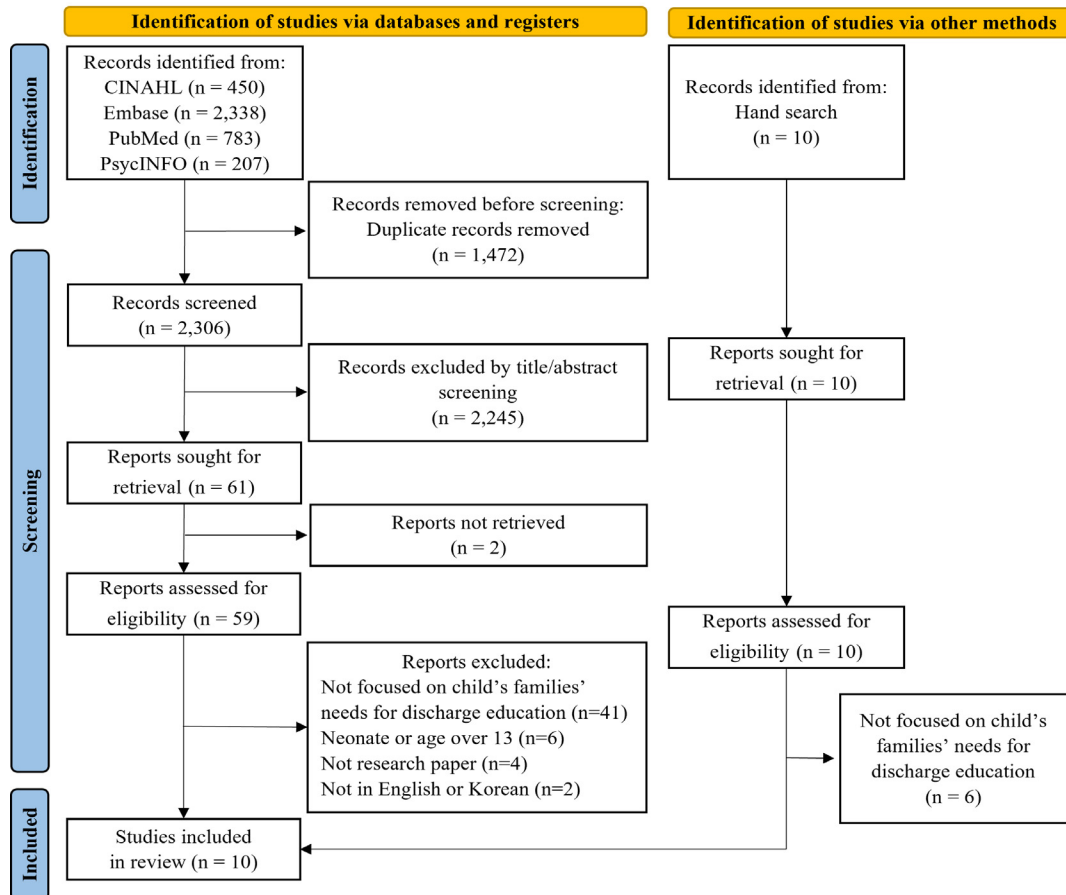 Identification of studies via databases and registers
Identification of studies via other methods
Identification
Records identified from:
CINAHL (n = 450)
Embase (n = 2,338)
PubMed (n = 783)
PsycINFO (n = 207)
Records identified from:
Hand search
(n = 10)
Records removed before screening:
Duplicate records removed
(n = 1,472)
Screening
Records screened
(n = 2,306)
Records excluded by title/abstract
screening
(n = 2,245)
Reports sought for
retrieval (n = 10)
Reports sought for
retrieval (n = 61)
Reports not retrieved
(n = 2)
Reports assessed for
eligibility (n = 59)
Reports assessed for
eligibility (n = 10)
Reports excluded:
Not focused on child’s families’
needs for discharge education (n=41)
Neonate or age over 13 (n=6)
Not research paper (n=4)
Not in English or Korean (n=2)
Not focused on child’s
families’ needs for
discharge education
(n = 6)
Included
Studies included
in review (n = 10)